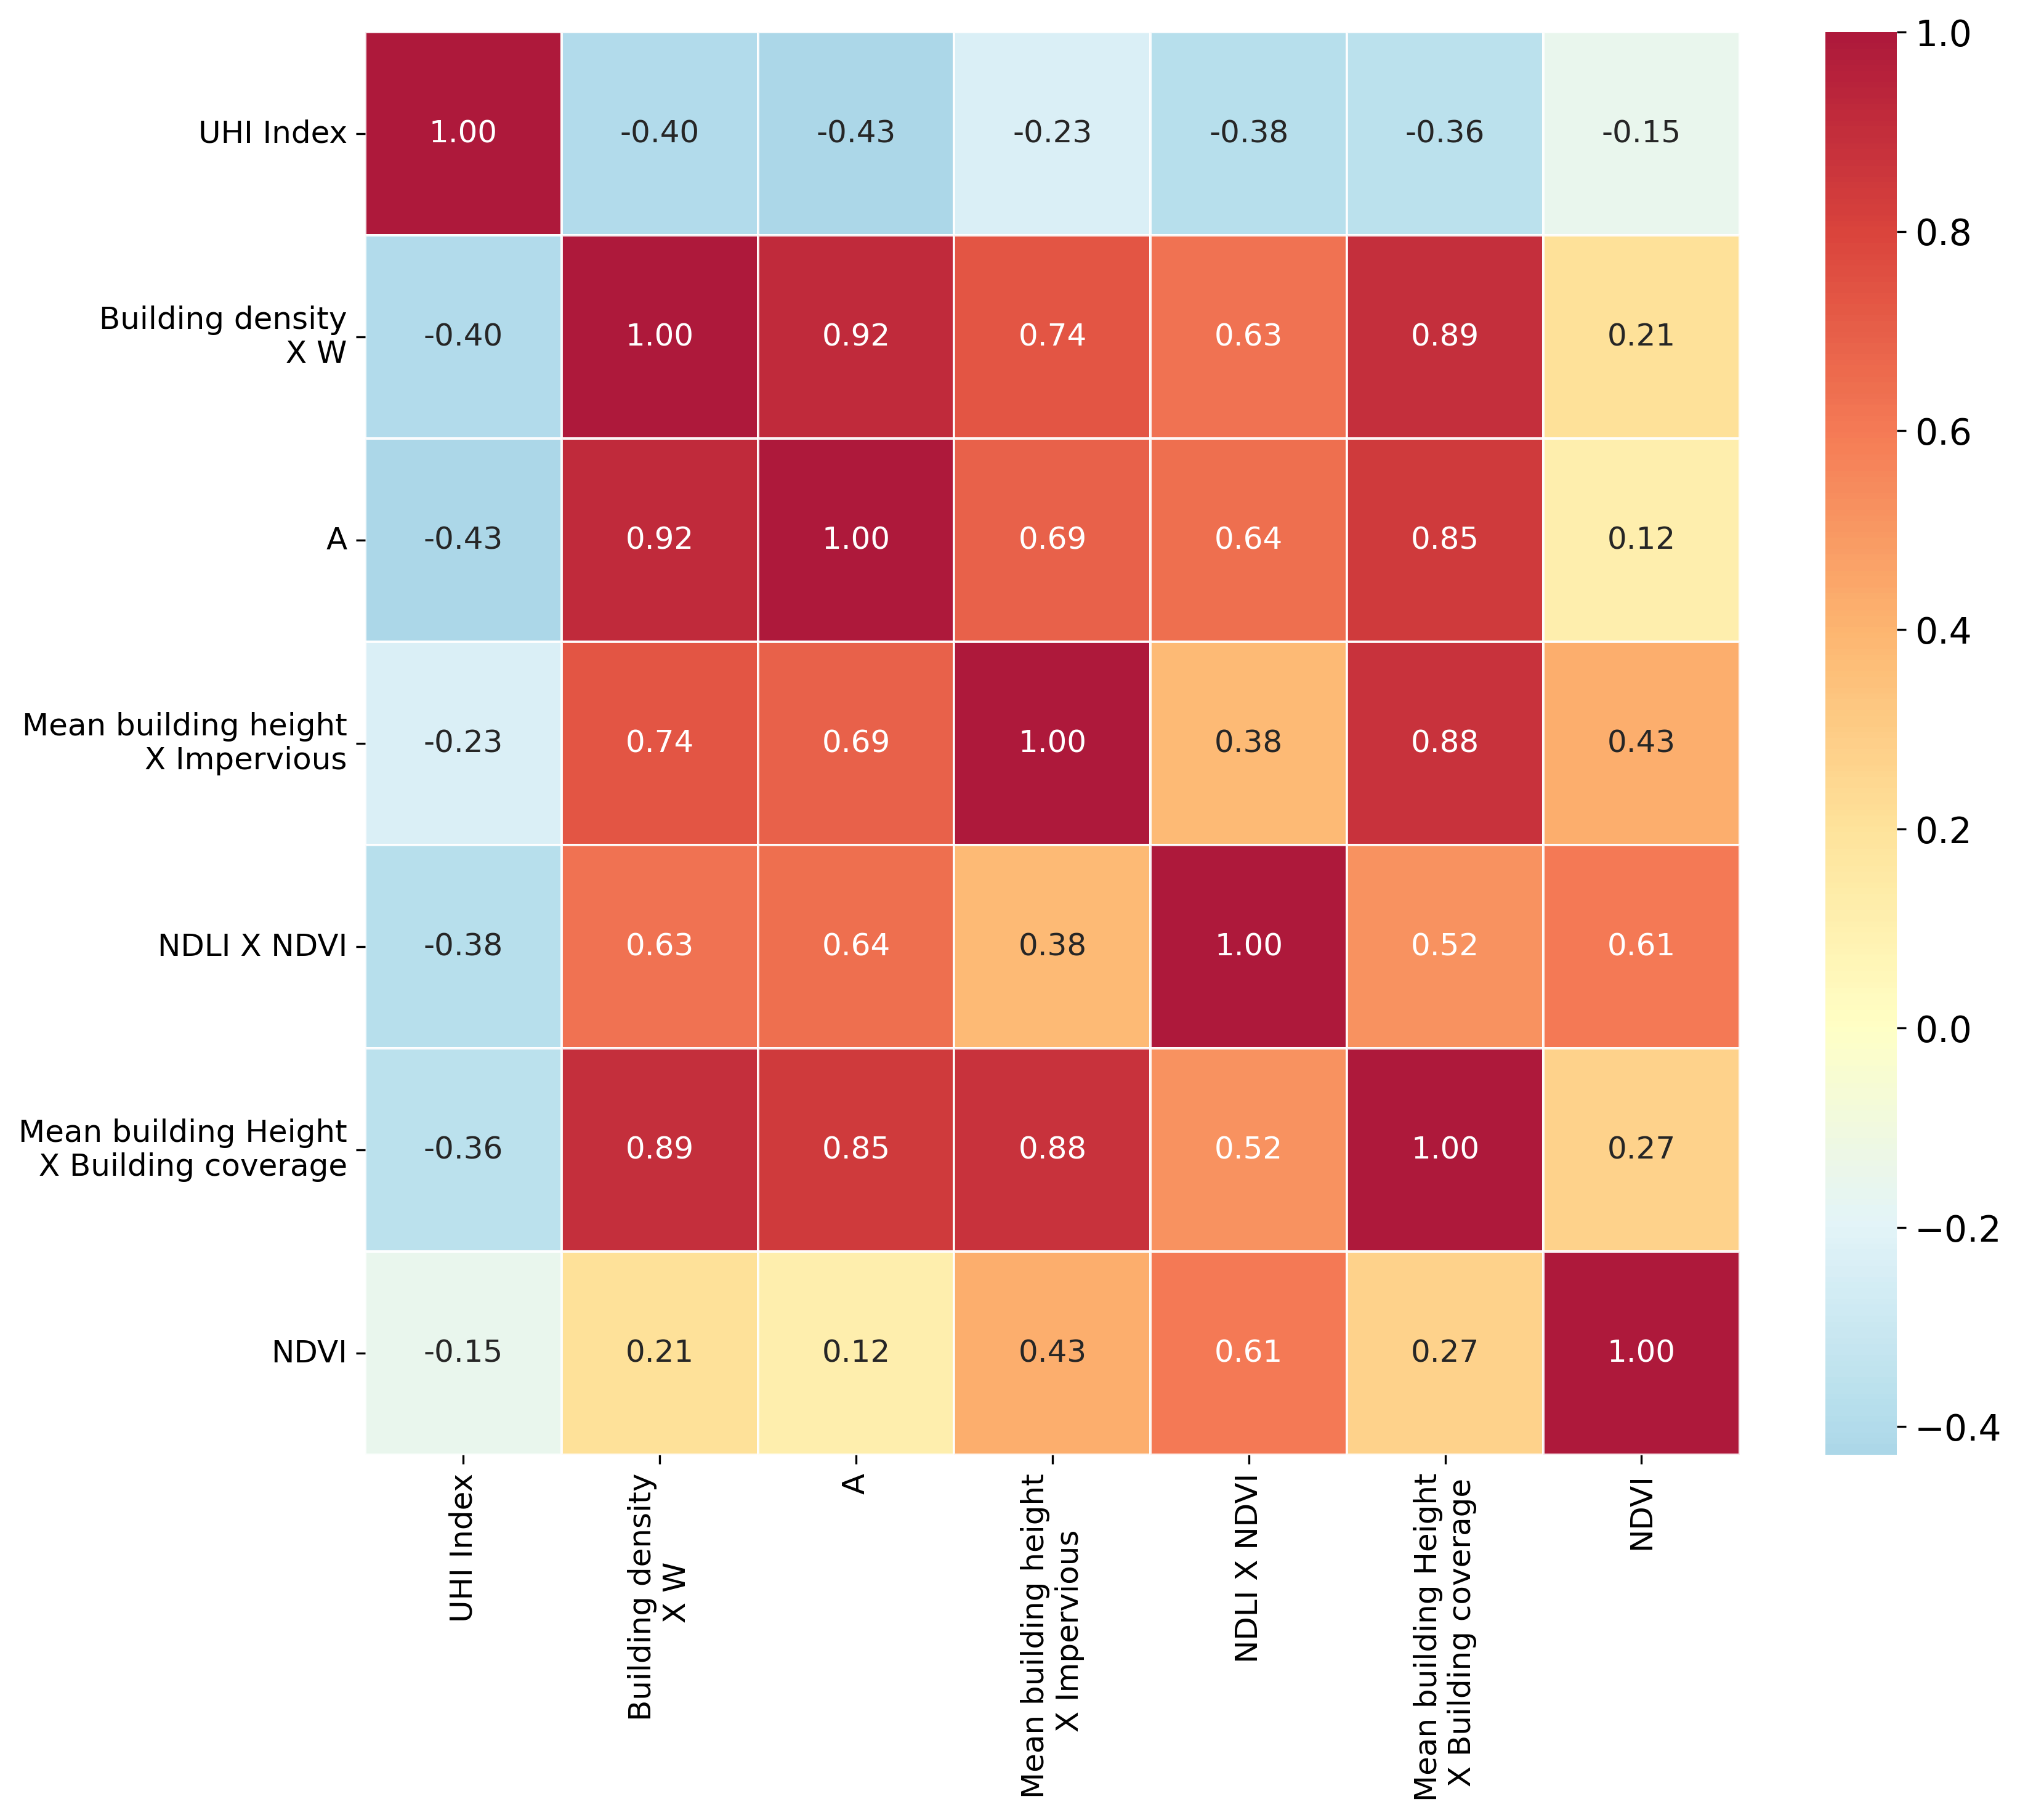 UHI Index 1.00 -0.40 -0.43 -0.23 -0.38 -0.36 -0.15
Building density
X W
-0.40 1.00 0.92 0.74 0.63 0.89 0.21
A -0.43 0.92 1.00 0.69 0.64 0.85 0.12
Mean building height
X Impervious
-0.23 0.74 0.69 1.00 0.38 0.88 0.43
NDLI X NDVI -0.38 0.63 0.64 0.38 1.00 0.52 0.61
Mean building Height
X Building coverage
-0.36 0.89 0.85 0.88 0.52 1.00 0.27
NDVI -0.15 0.21 0.12 0.43 0.61 0.27 1.00
UHI Index
Building density
X W
A
Mean building height
X Impervious
NDLI X NDVI
Mean building Height
X Building coverage
NDVI
1.0
0.8
0.6
0.4
0.2
0.0
−0.2
−0.4